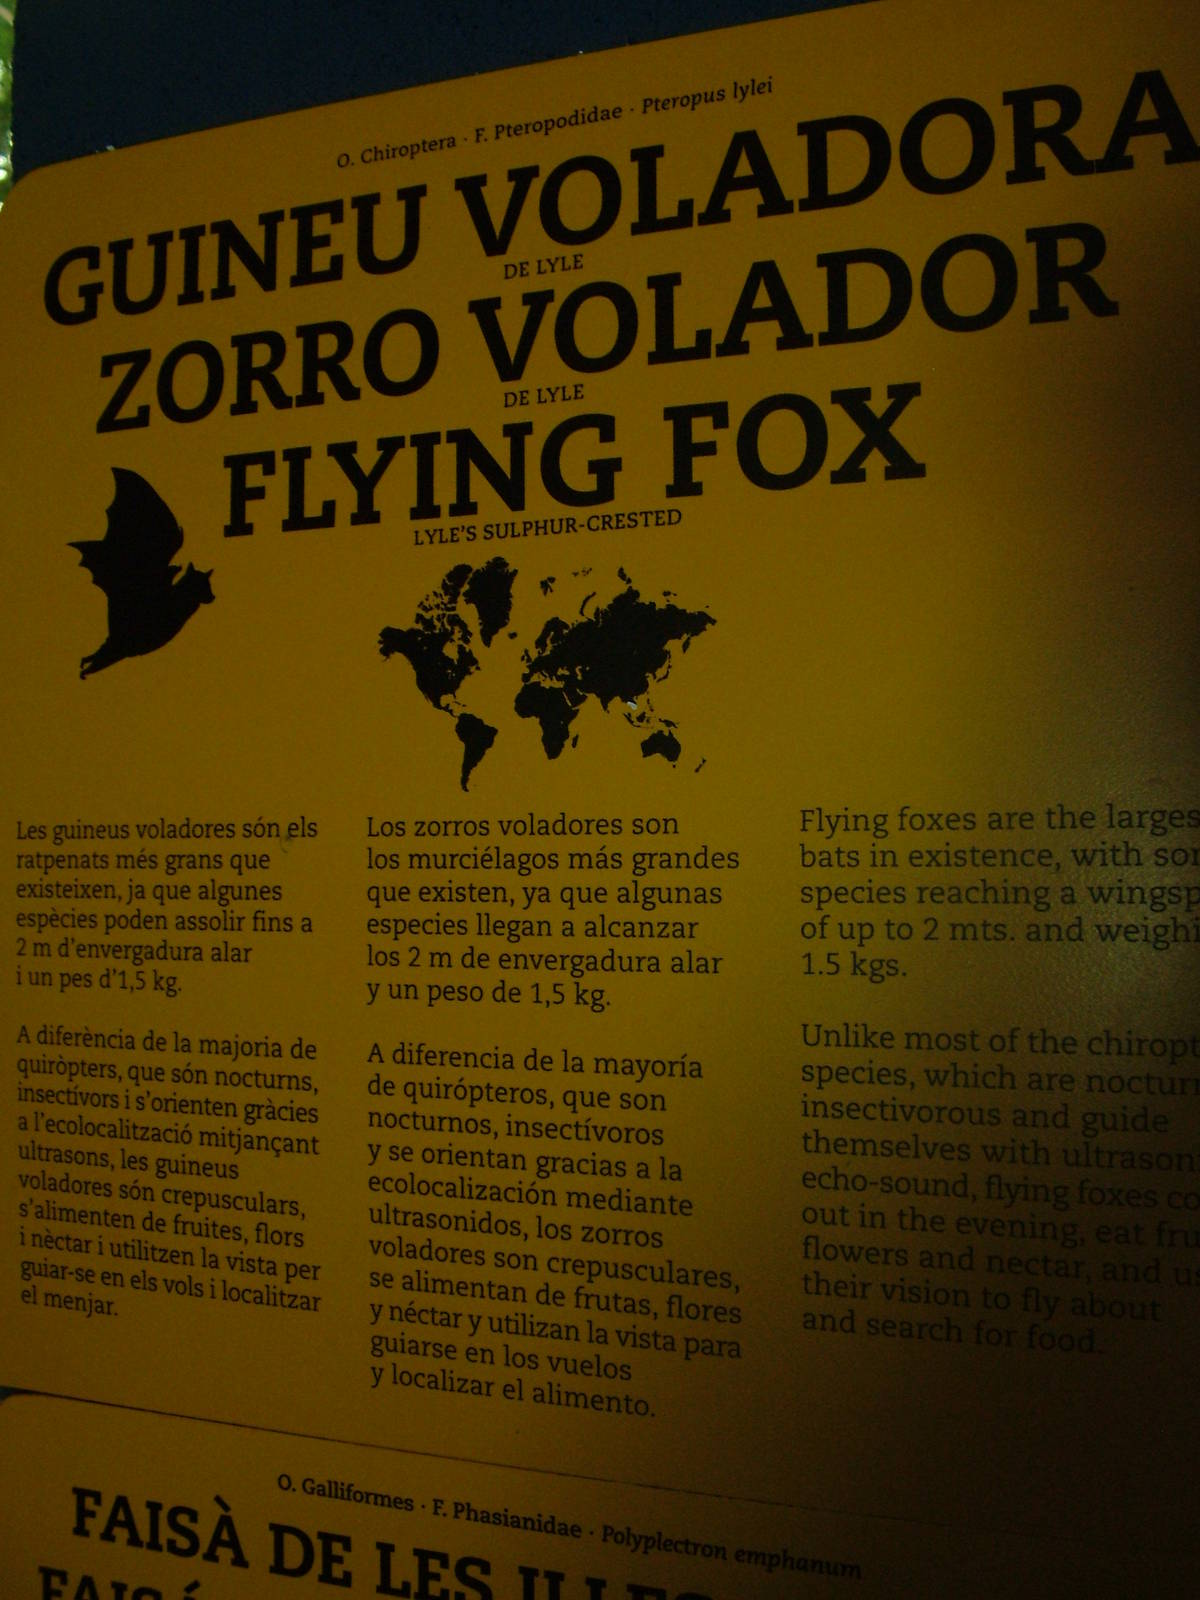 O. Chiroptera · F. Pteropodidae · Pteropus lylei
GUINEU VOLADORA
DE LYLE
ZORRO VOLADOR
DE LYLE
FLYING FOX
LYLE'S SULPHUR-CRESTED
Les guineus voladores són els
ratpenats més grans que
existeixen, ja que algunes
espècies poden assolir fins a
2 m d'envergadura alar
i un pes d'1,5 kg.
A diferència de la majoria de
quiròpters, que són nocturns,
insectívors i s'orienten gràcies
a l'ecolocalització mitjançant
ultrasons, les guineus
voladores són crepusculars,
s'alimenten de fruites, flors
i nèctar i utilitzen la vista per
guiar-se en els vols i localitzar
el menjar.
Los zorros voladores son
los murciélagos más grandes
que existen, ya que algunas
especies llegan a alcanzar
los 2 m de envergadura alar
y un peso de 1,5 kg.
A diferencia de la mayoría
de quirópteros, que son
nocturnos, insectívoros
y se orientan gracias a la
ecolocalización mediante
ultrasonidos, los zorros
voladores son crepusculares,
se alimentan de frutas, flores
y néctar y utilizan la vista para
guiarse en los vuelos
y localizar el alimento.
Flying foxes are the larges
bats in existence, with
species reaching a wingsp
of up to 2 mts. and weighi
1.5 kgs.
Unlike most of the chiropt
species, which are noctur
insectivorous and guide
themselves with ultrason
echo-sound, flying foxes co
out in the evening, eat fru
flowers and nectar, and u
their vision to fly about
and search for food.
O. Galliformes · F. Phasianidae · Polyplectron emphanum
FAISÀ DE LES ILLES